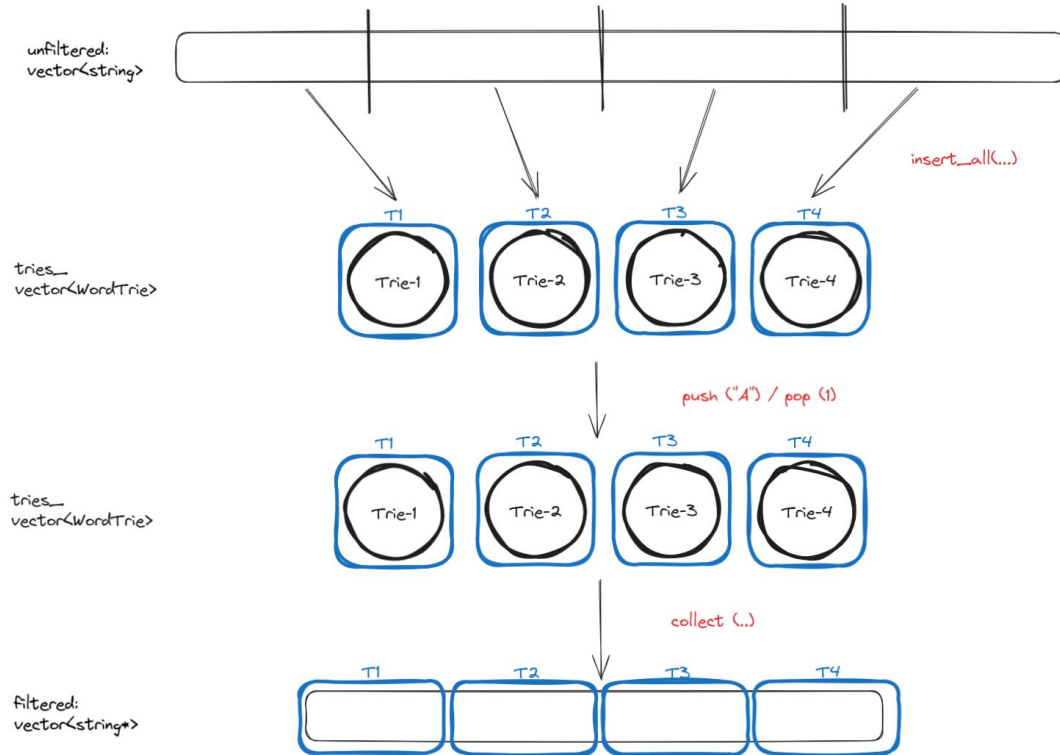 unfiltered:
vector<string>
insert_all(...)
T1
T2
T3
T4
tries_
vector<WordTrie>
Trie-1
Trie-2
Trie-3
Trie-4
push ("A") / pop (1)
T1
T2
T3
T4
tries_
vector<WordTrie>
Trie-1
Trie-2
Trie-3
Trie-4
collect (..)
T1
T2
T3
T4
filtered:
vector<string*>